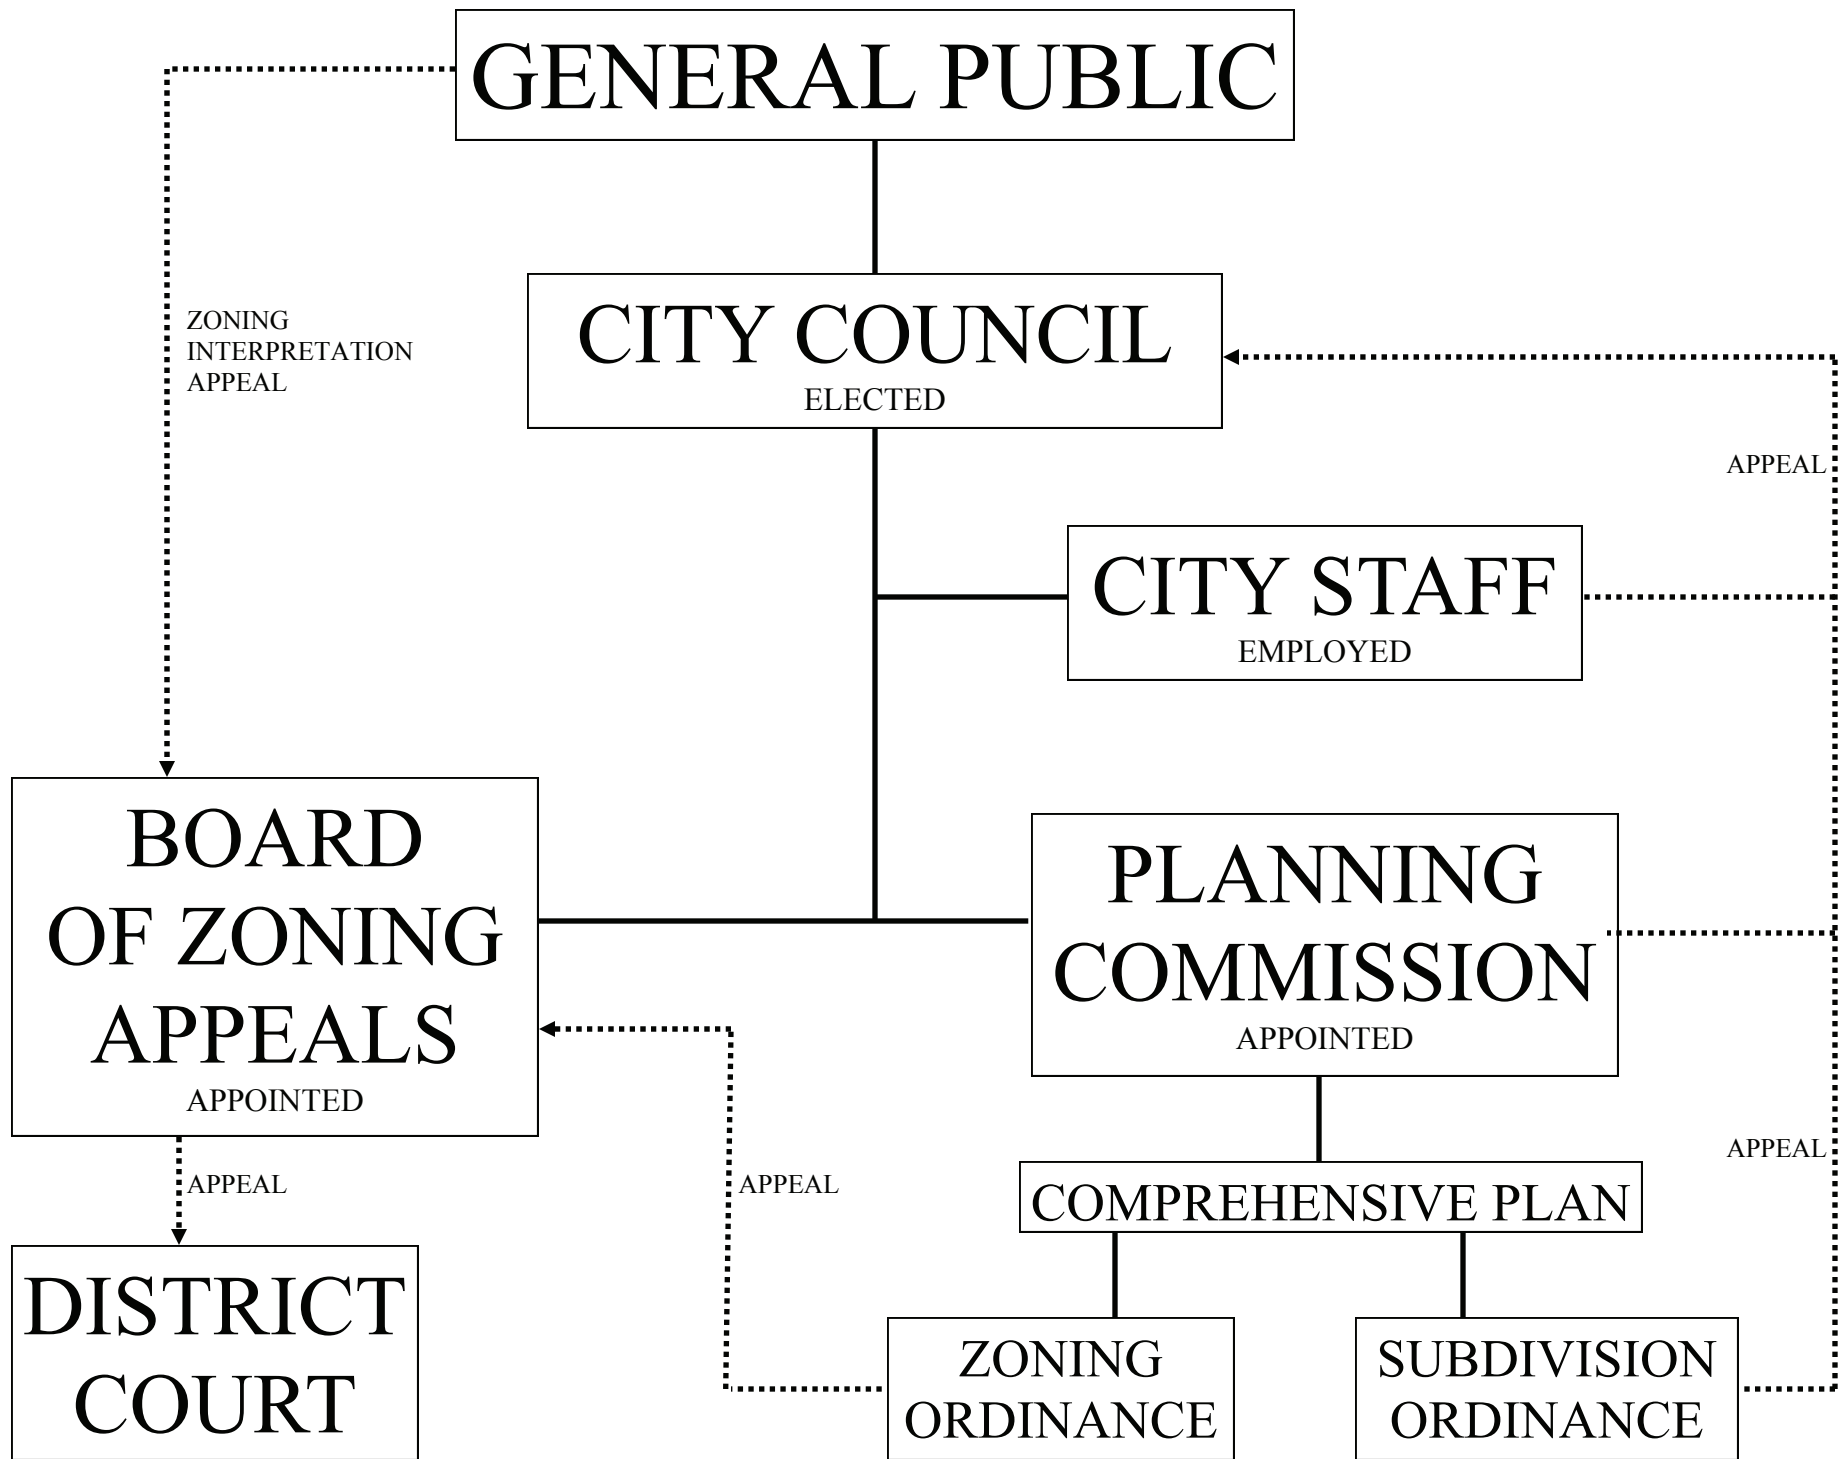 GENERAL PUBLIC
ZONING
INTERPRETATION
APPEAL
CITY COUNCIL
ELECTED
APPEAL
CITY STAFF
EMPLOYED
BOARD
OF ZONING
APPEALS
APPOINTED
PLANNING
COMMISSION
APPOINTED
APPEAL
APPEAL
APPEAL
COMPREHENSIVE PLAN
DISTRICT
COURT
ZONING
ORDINANCE
SUBDIVISION
ORDINANCE